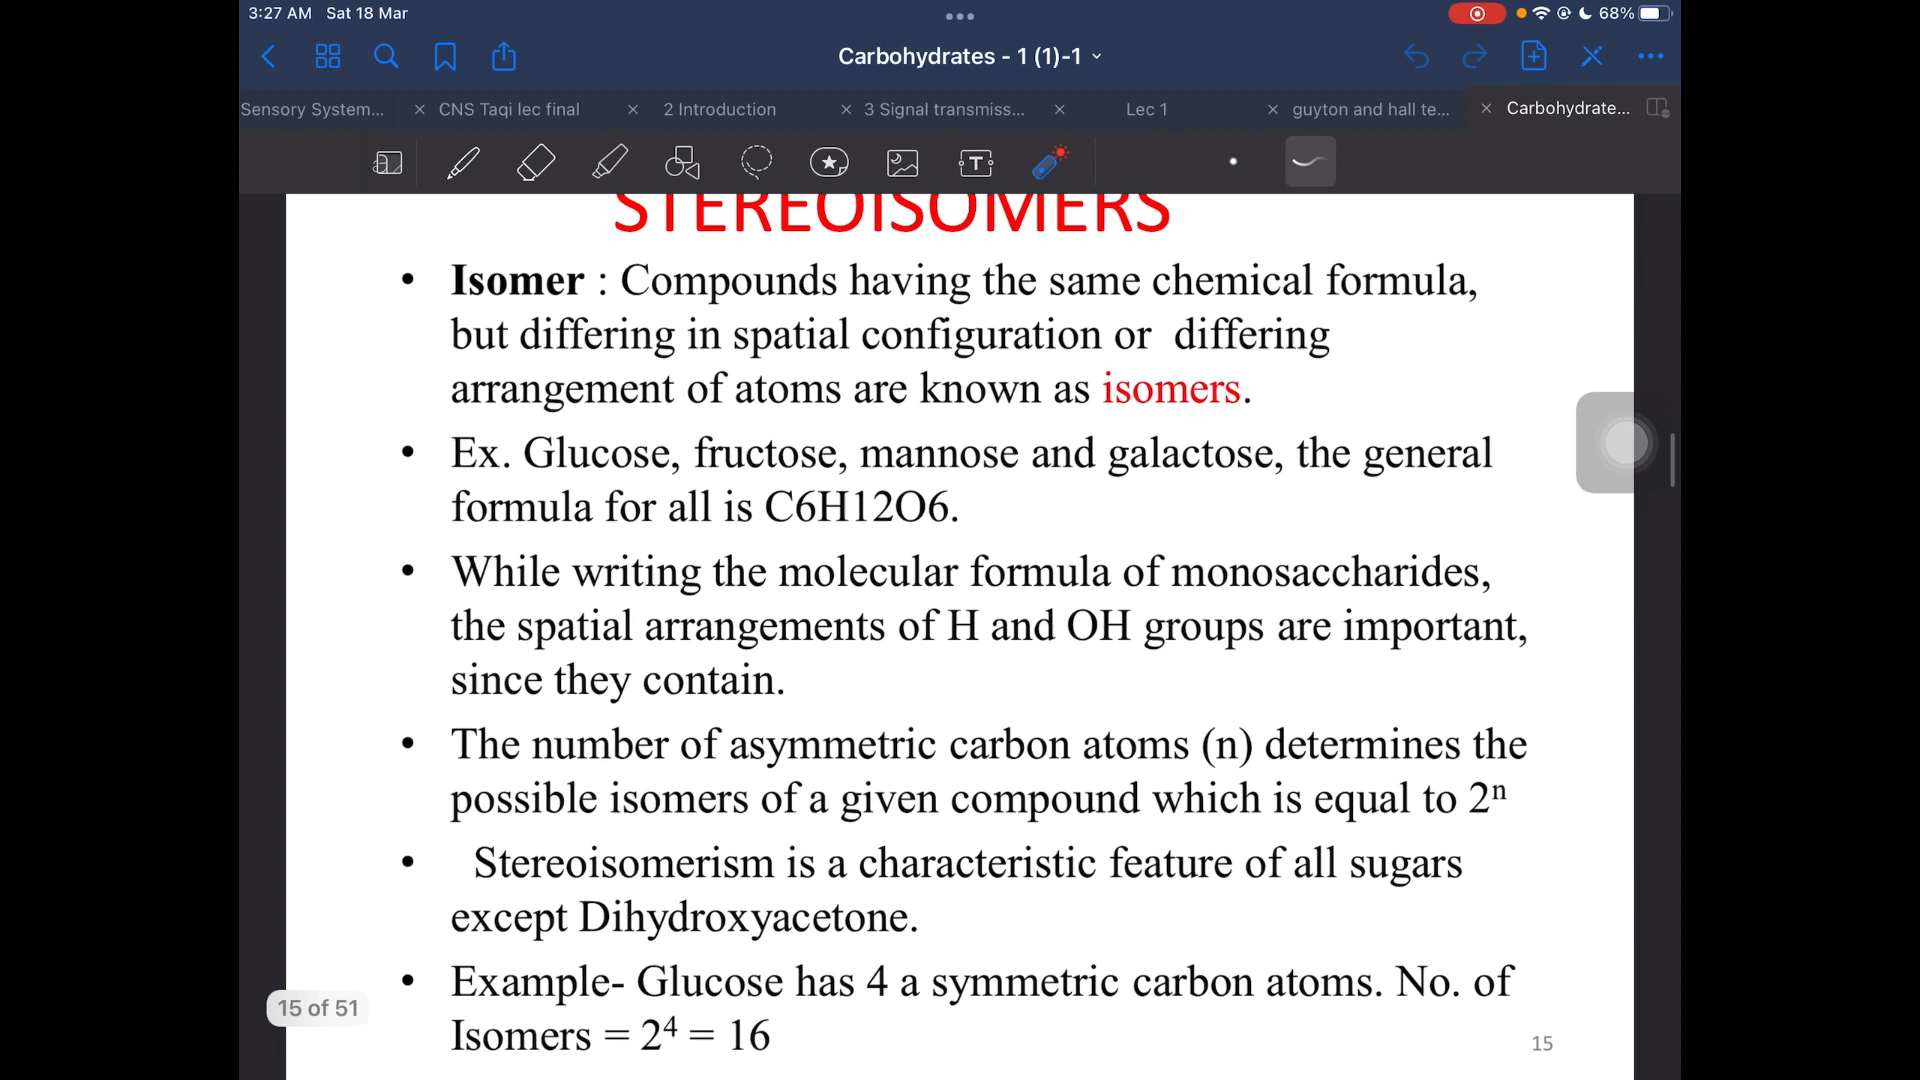 3:27 AM Sat 18 Mar
68%
Carbohydrates - 1 (1)-1
Sensory System...
CNS Taqi lec final
2 Introduction
3 Signal transmiss...
Lec 1
guyton and hall te...
Carbohydrate...
STEREOISOMERS
• Isomer : Compounds having the same chemical formula,
but differing in spatial configuration or differing
arrangement of atoms are known as isomers.
• Ex. Glucose, fructose, mannose and galactose, the general
formula for all is C6H12O6.
• While writing the molecular formula of monosaccharides,
the spatial arrangements of H and OH groups are important,
since they contain.
• The number of asymmetric carbon atoms (n) determines the
possible isomers of a given compound which is equal to 2ⁿ
• Stereoisomerism is a characteristic feature of all sugars
except Dihydroxyacetone.
• Example- Glucose has 4 a symmetric carbon atoms. No. of
Isomers = 2⁴ = 16
15 of 51
15